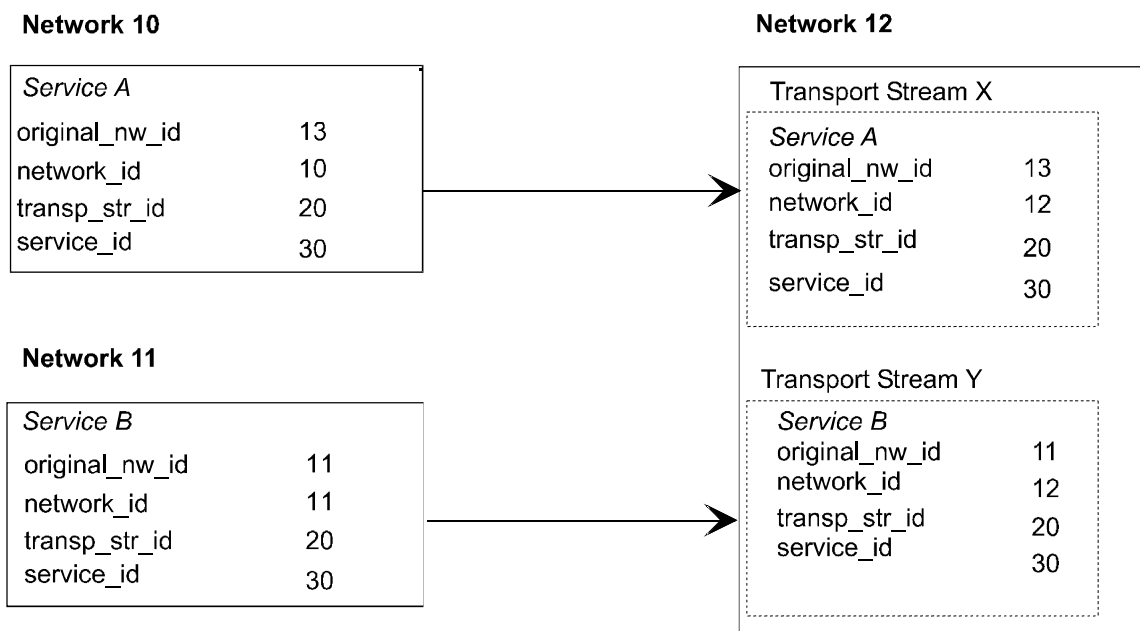 Network 10
Service A
original_nw_id 13
network_id 10
transp_str_id 20
service_id 30
Network 11
Service B
original_nw_id 11
network_id 11
transp_str_id 20
service_id 30
Network 12
Transport Stream X
Service A
original_nw_id 13
network_id 12
transp_str_id 20
service_id 30
Transport Stream Y
Service B
original_nw_id 11
network_id 12
transp_str_id 20
service_id 30